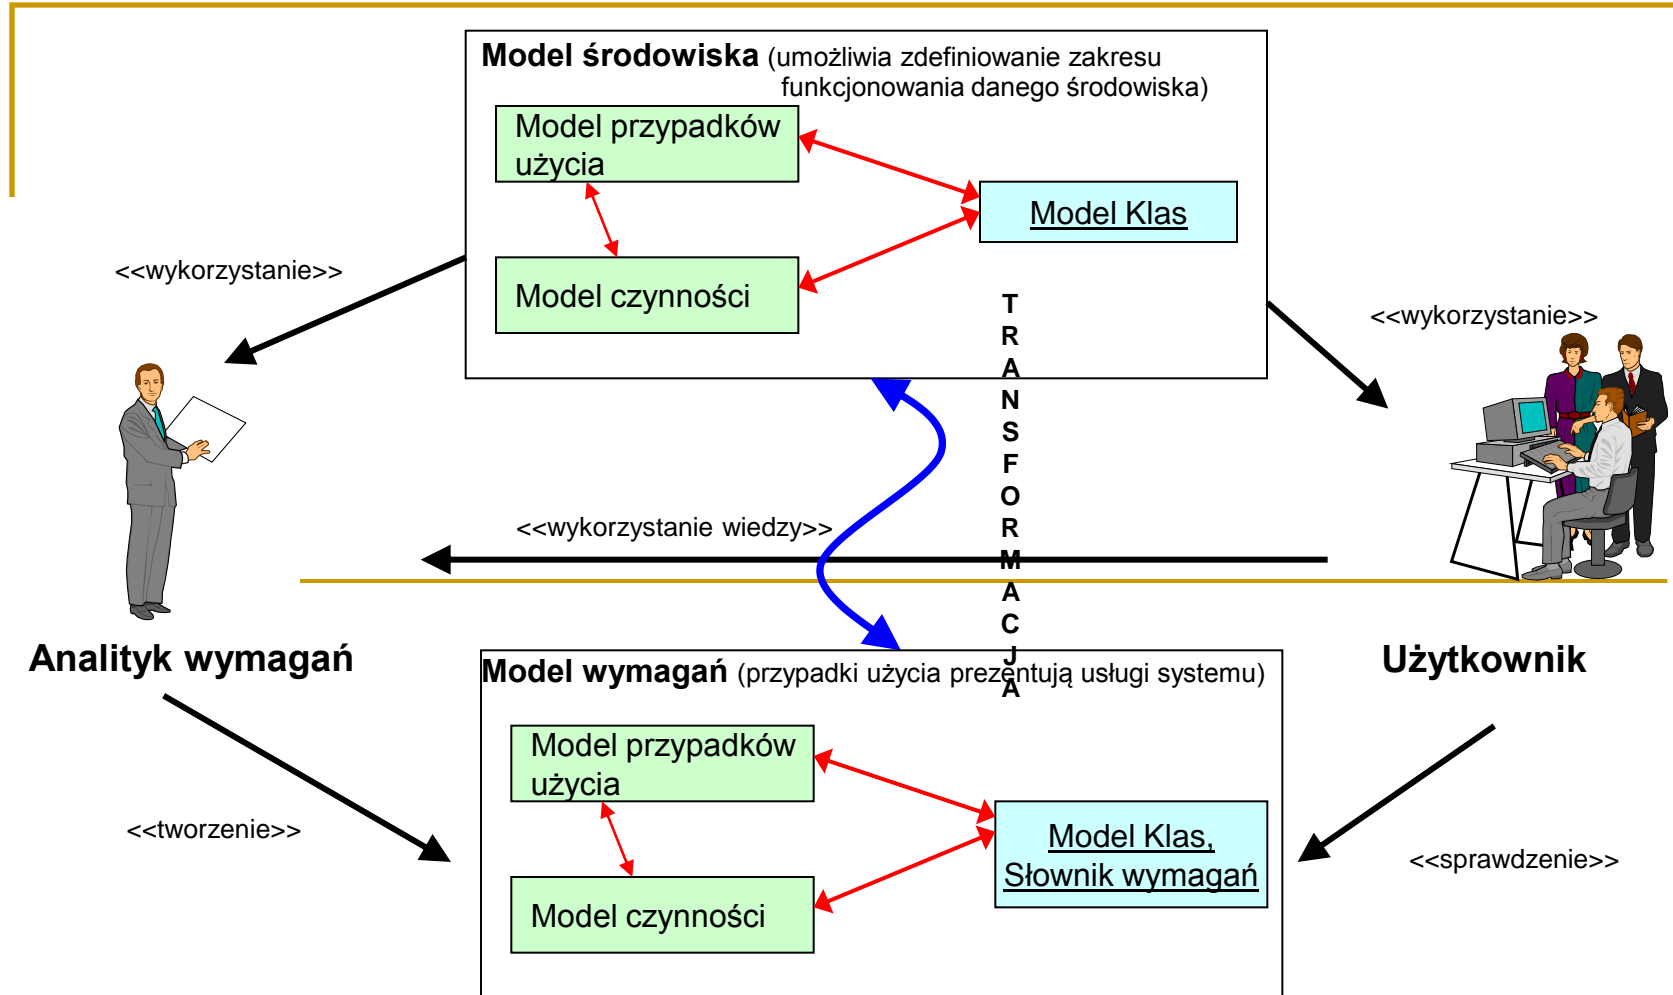 Model środowiska (umożliwia zdefiniowanie zakresu
funkcjonowania danego środowiska)
Model przypadków
użycia
Model Klas
Model czynności
<<wykorzystanie>>
<<wykorzystanie>>
T
R
A
N
S
F
O
R
M
A
C
J
A
<<wykorzystanie wiedzy>>
Analityk wymagań
Użytkownik
Model wymagań (przypadki użycia prezentują usługi systemu)
Model przypadków
użycia
Model Klas,
Słownik wymagań
Model czynności
<<tworzenie>>
<<sprawdzenie>>